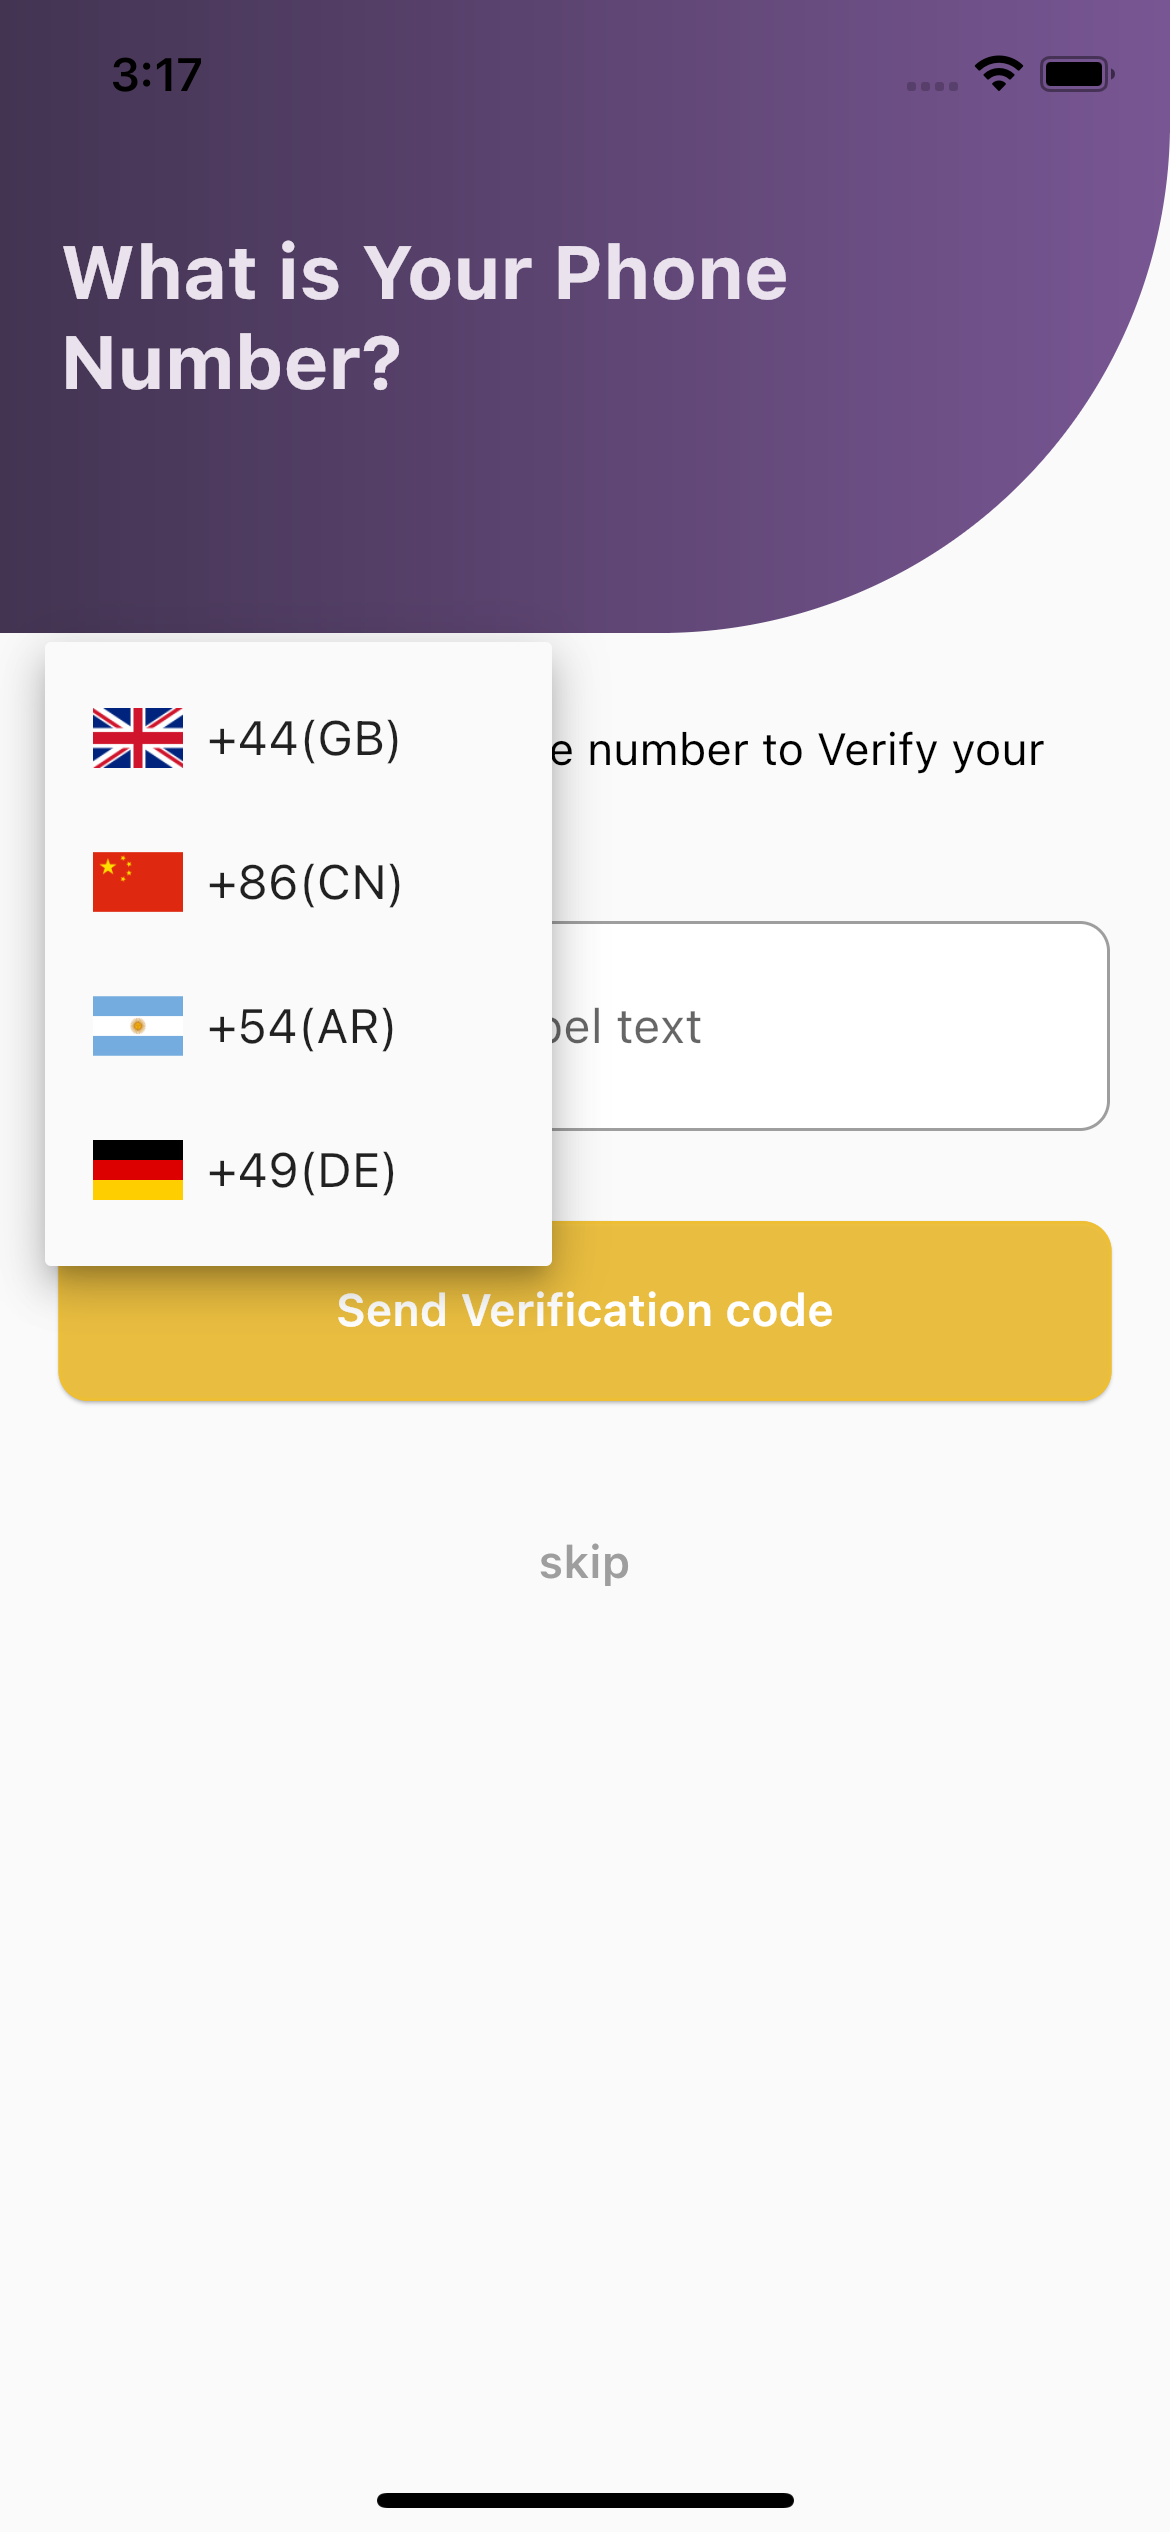 3:17
What is Your Phone
Number?
+44(GB)
number to Verify your
+86(CN)
+54(AR)
text
+49(DE)
Send Verification code
skip